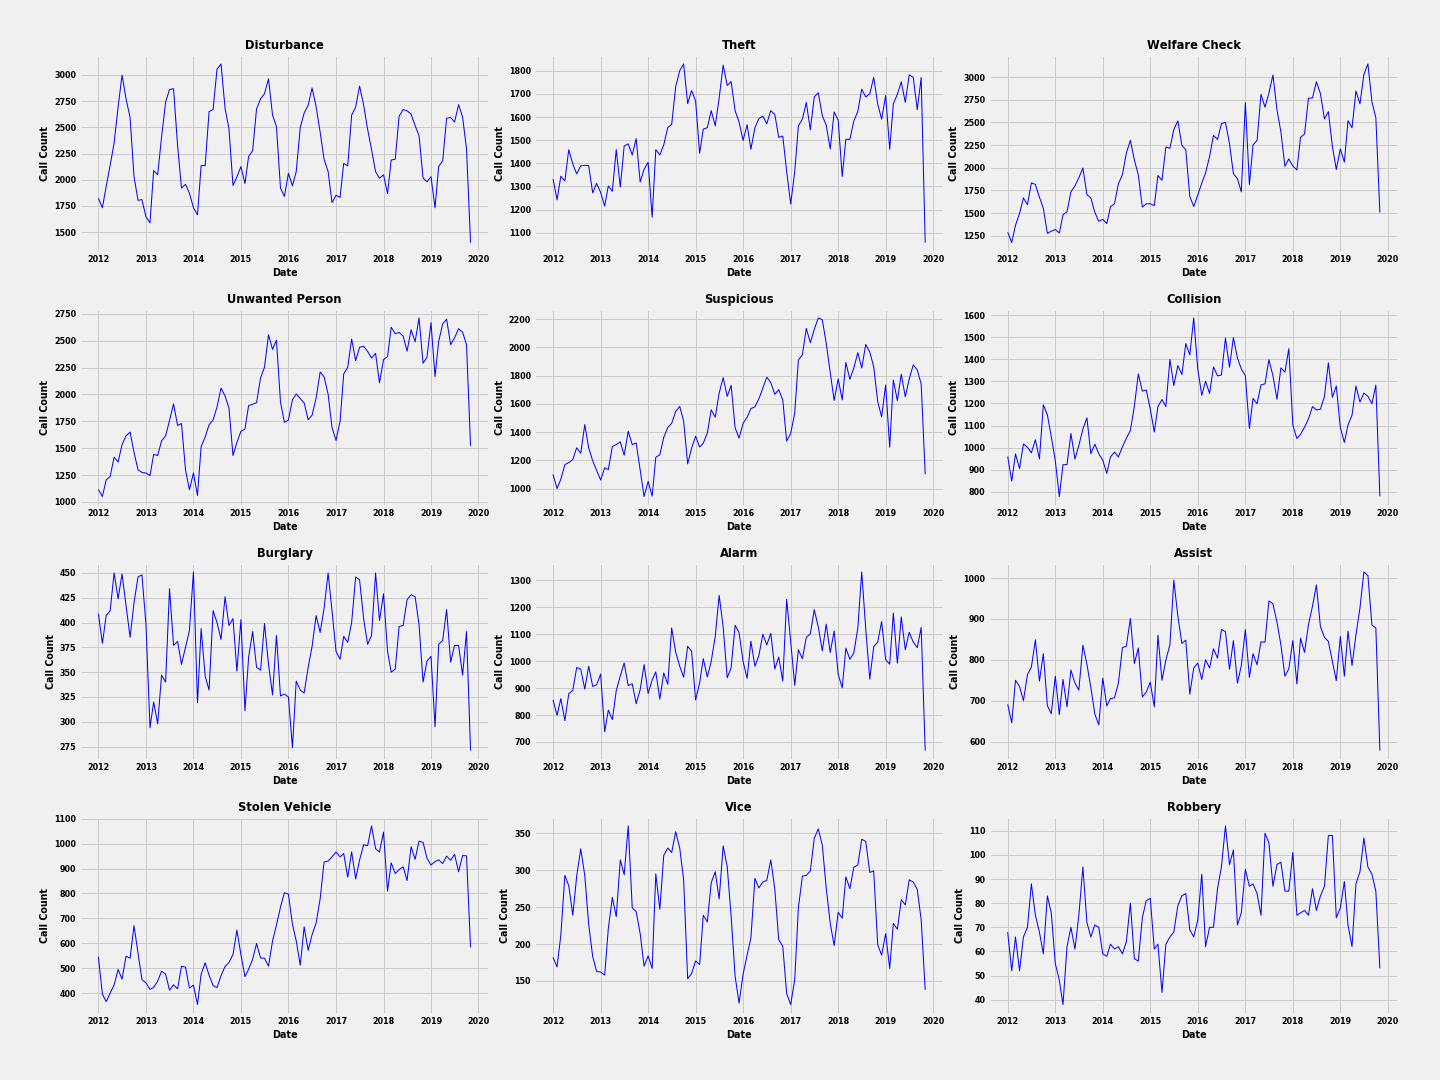 Disturbance
Call Count
3000
2750
2500
2250
2000
1750
1500
2012 2013 2014 2015 2016 2017 2018 2019 2020
Date
Theft
Call Count
1800
1700
1600
1500
1400
1300
1200
1100
2012 2013 2014 2015 2016 2017 2018 2019 2020
Date
Welfare Check
Call Count
3000
2750
2500
2250
2000
1750
1500
1250
2012 2013 2014 2015 2016 2017 2018 2019 2020
Date
Unwanted Person
Call Count
2750
2500
2250
2000
1750
1500
1250
1000
2012 2013 2014 2015 2016 2017 2018 2019 2020
Date
Suspicious
Call Count
2200
2000
1800
1600
1400
1200
1000
2012 2013 2014 2015 2016 2017 2018 2019 2020
Date
Collision
Call Count
1600
1500
1400
1300
1200
1100
1000
900
800
2012 2013 2014 2015 2016 2017 2018 2019 2020
Date
Burglary
Call Count
450
425
400
375
350
325
300
275
2012 2013 2014 2015 2016 2017 2018 2019 2020
Date
Alarm
Call Count
1300
1200
1100
1000
900
800
700
2012 2013 2014 2015 2016 2017 2018 2019 2020
Date
Assist
Call Count
1000
900
800
700
600
2012 2013 2014 2015 2016 2017 2018 2019 2020
Date
Stolen Vehicle
Call Count
1100
1000
900
800
700
600
500
400
2012 2013 2014 2015 2016 2017 2018 2019 2020
Date
Vice
Call Count
350
300
250
200
150
2012 2013 2014 2015 2016 2017 2018 2019 2020
Date
Robbery
Call Count
110
100
90
80
70
60
50
40
2012 2013 2014 2015 2016 2017 2018 2019 2020
Date